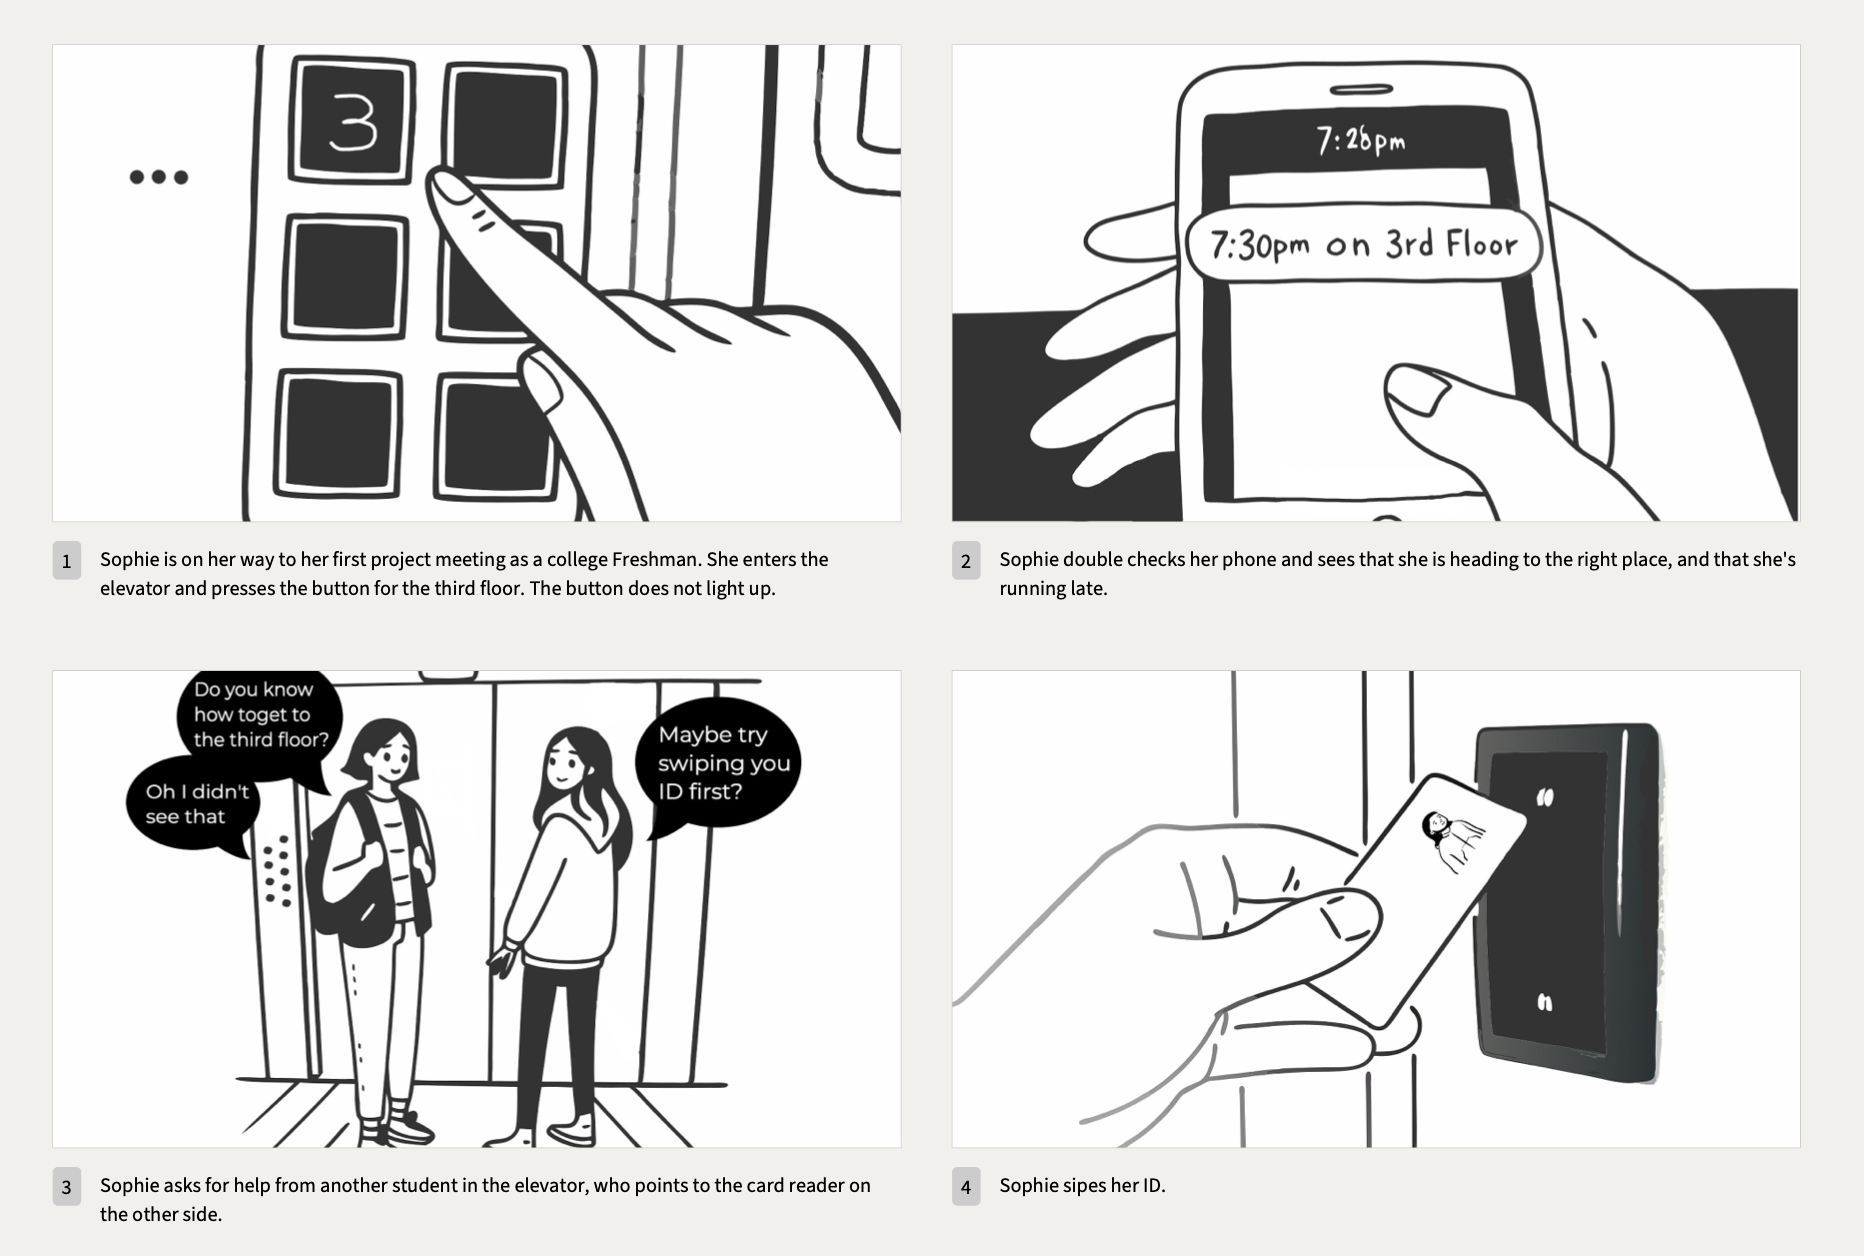 3
...
1
Sophie is on her way to her first project meeting as a college Freshman. She enters the
elevator and presses the button for the third floor. The button does not light up.
7:28pm
7:30pm on 3rd Floor
2
Sophie double checks her phone and sees that she is heading to the right place, and that she's
running late.
Do you know
how toget to
the third floor?
Maybe try
swiping you
ID first?
Oh I didn't
see that
3
Sophie asks for help from another student in the elevator, who points to the card reader on
the other side.
4
Sophie sipes her ID.